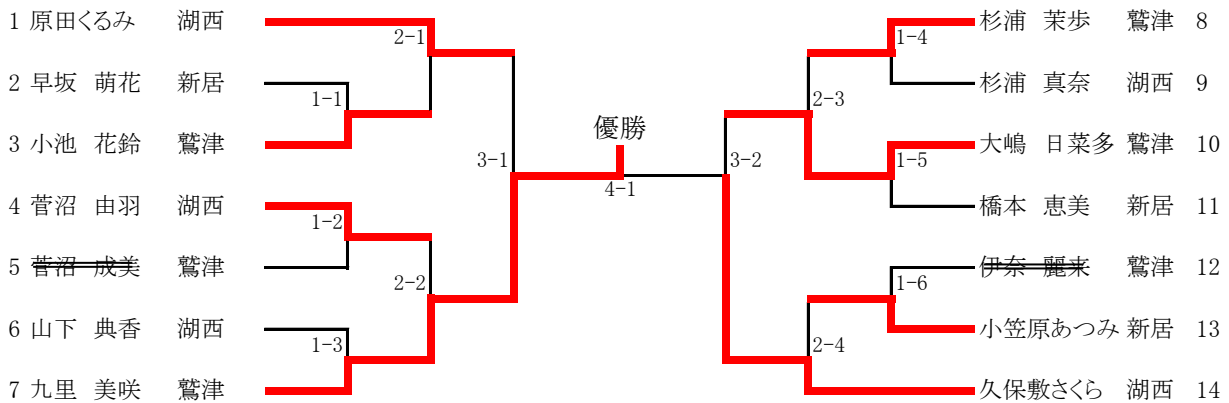 1 原田くるみ 湖西
2 早坂 萌花 新居
3 小池 花鈴 鷲津
4 菅沼 由羽 湖西
5 菅沼 成美 鷲津
6 山下 典香 湖西
7 九里 美咲 鷲津
2-1
1-1
3-1
1-2
2-2
1-3
優勝
4-1
1-4
2-3
3-2
1-5
1-6
2-4
杉浦 茉歩 鷲津 8
杉浦 真奈 湖西 9
大嶋 日菜多 鷲津 10
橋本 恵美 新居 11
伊奈 麗来 鷲津 12
小笠原あつみ 新居 13
久保敷さくら 湖西 14